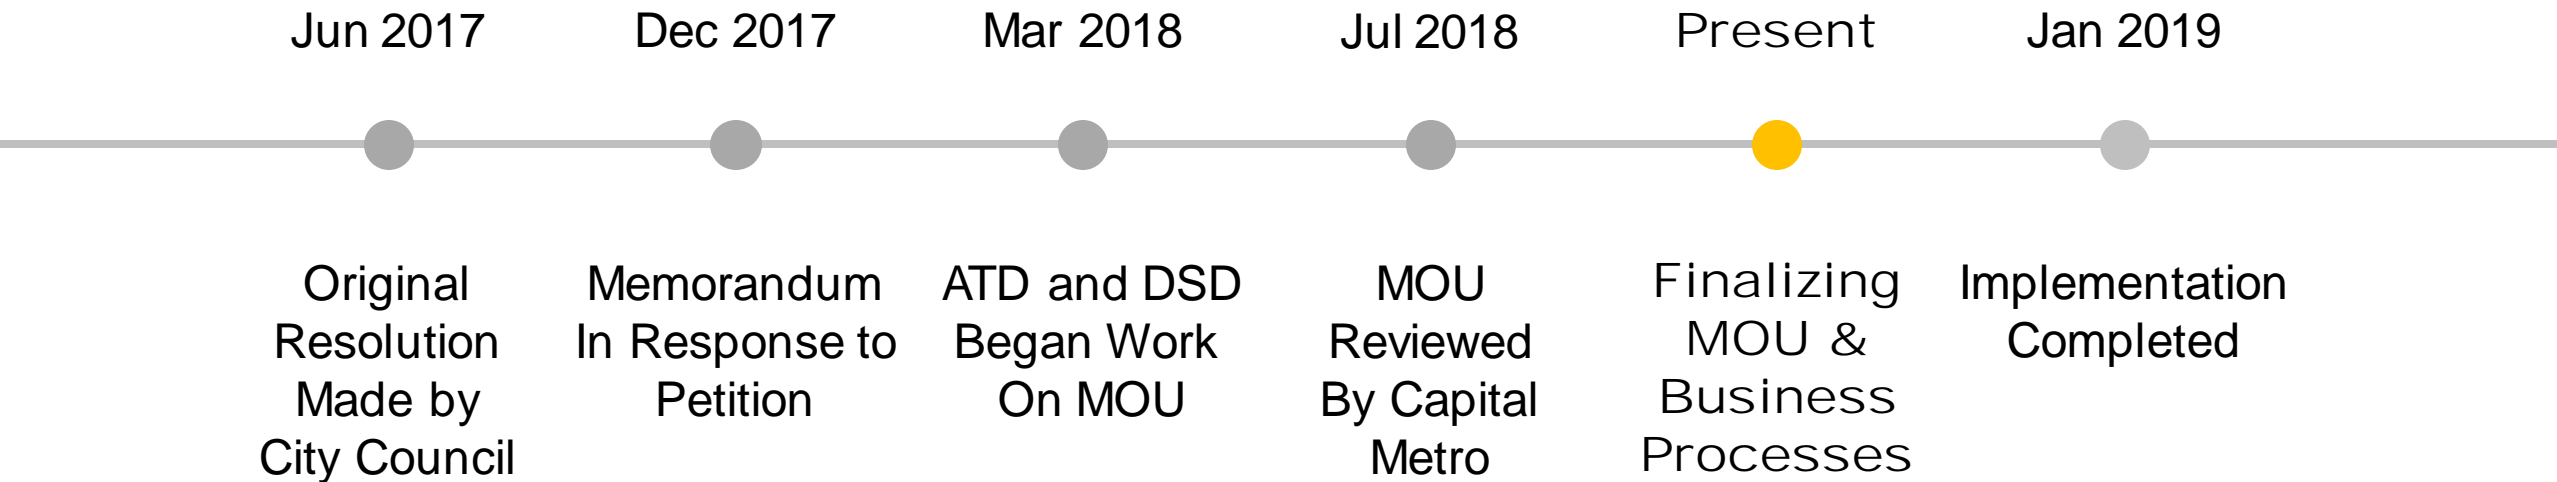 Jun 2017
Dec 2017
Mar 2018
Jul 2018
Present
Jan 2019
Original
Resolution
Made by
City Council
Memorandum
In Response to
Petition
ATD and DSD
Began Work
On MOU
MOU
Reviewed
By Capital
Metro
Finalizing
MOU &
Business
Processes
Implementation
Completed